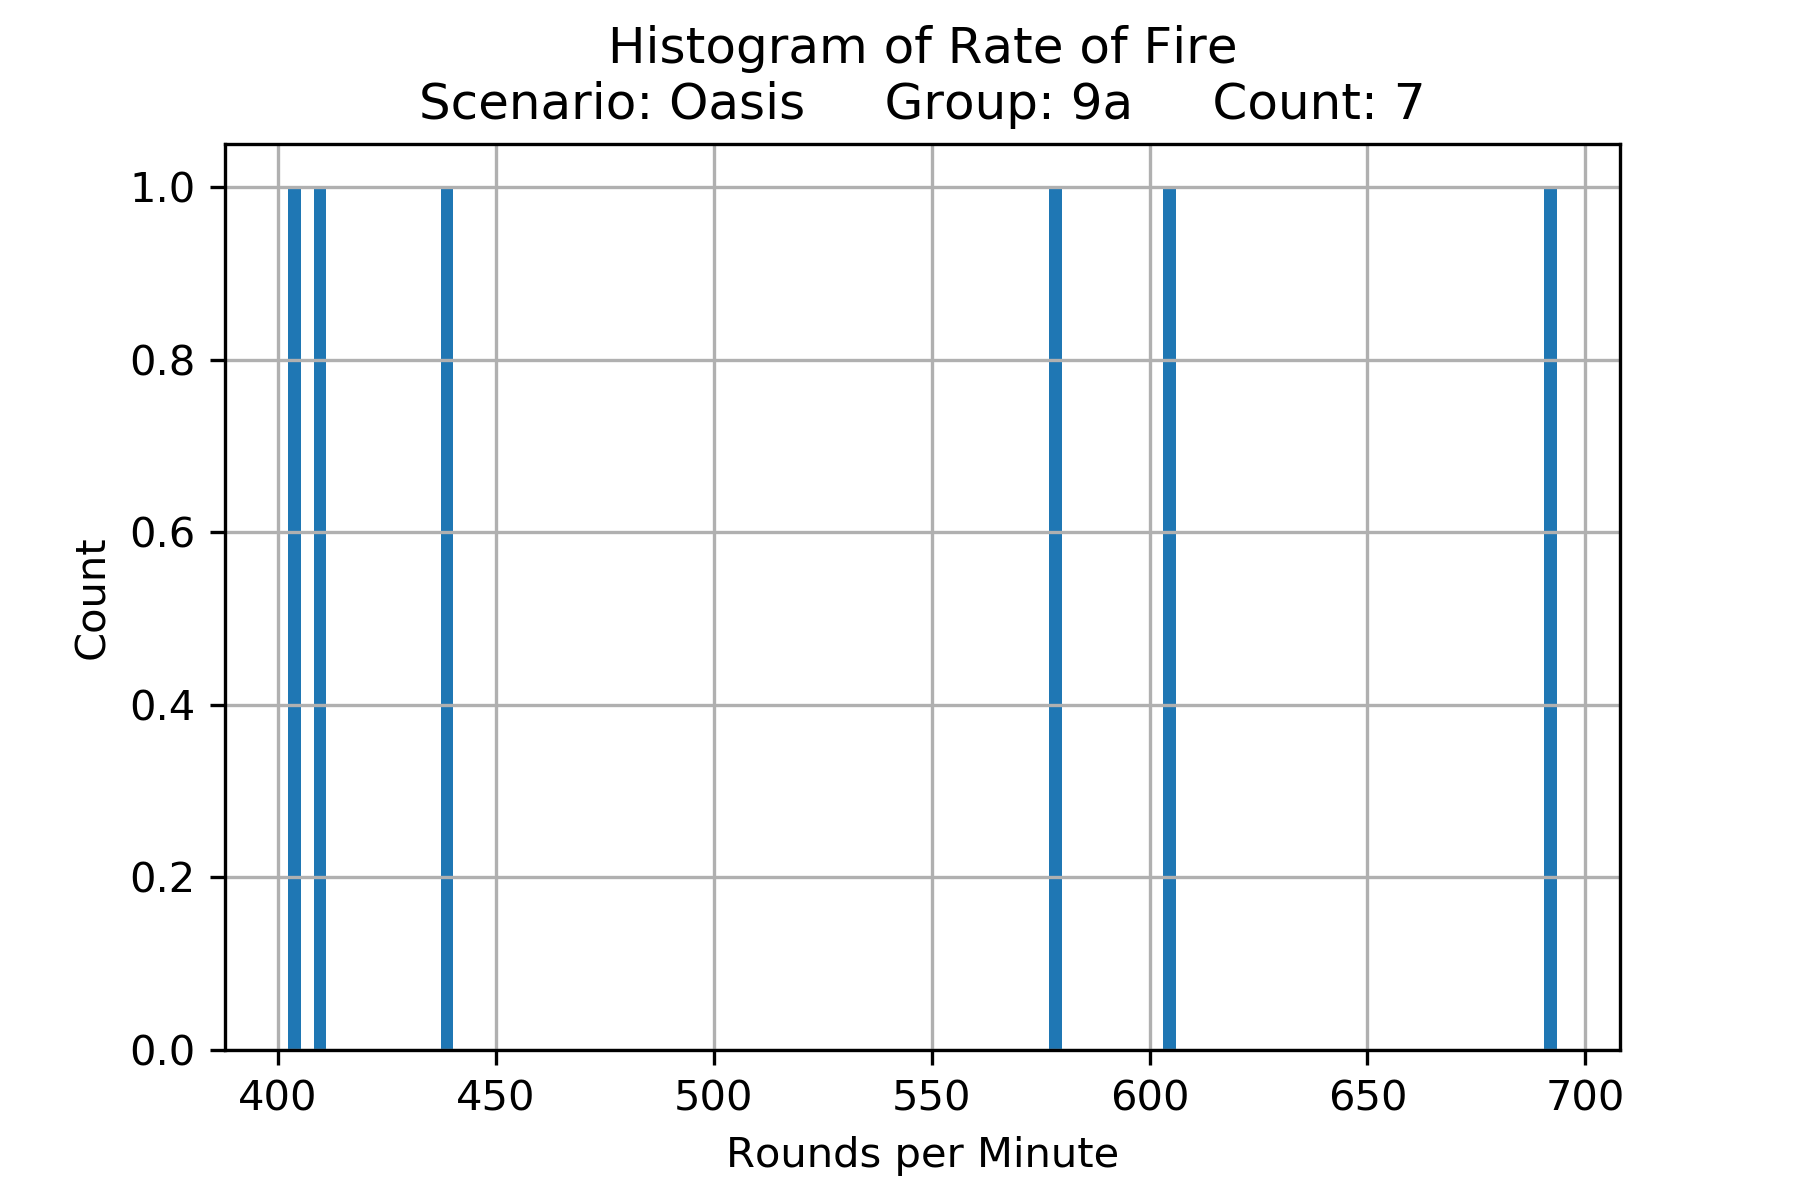 Histogram of Rate of Fire
Scenario: Oasis     Group: 9a     Count: 7
1.0
0.8
0.6
0.4
0.2
0.0
Count
400 450 500 550 600 650 700
Rounds per Minute